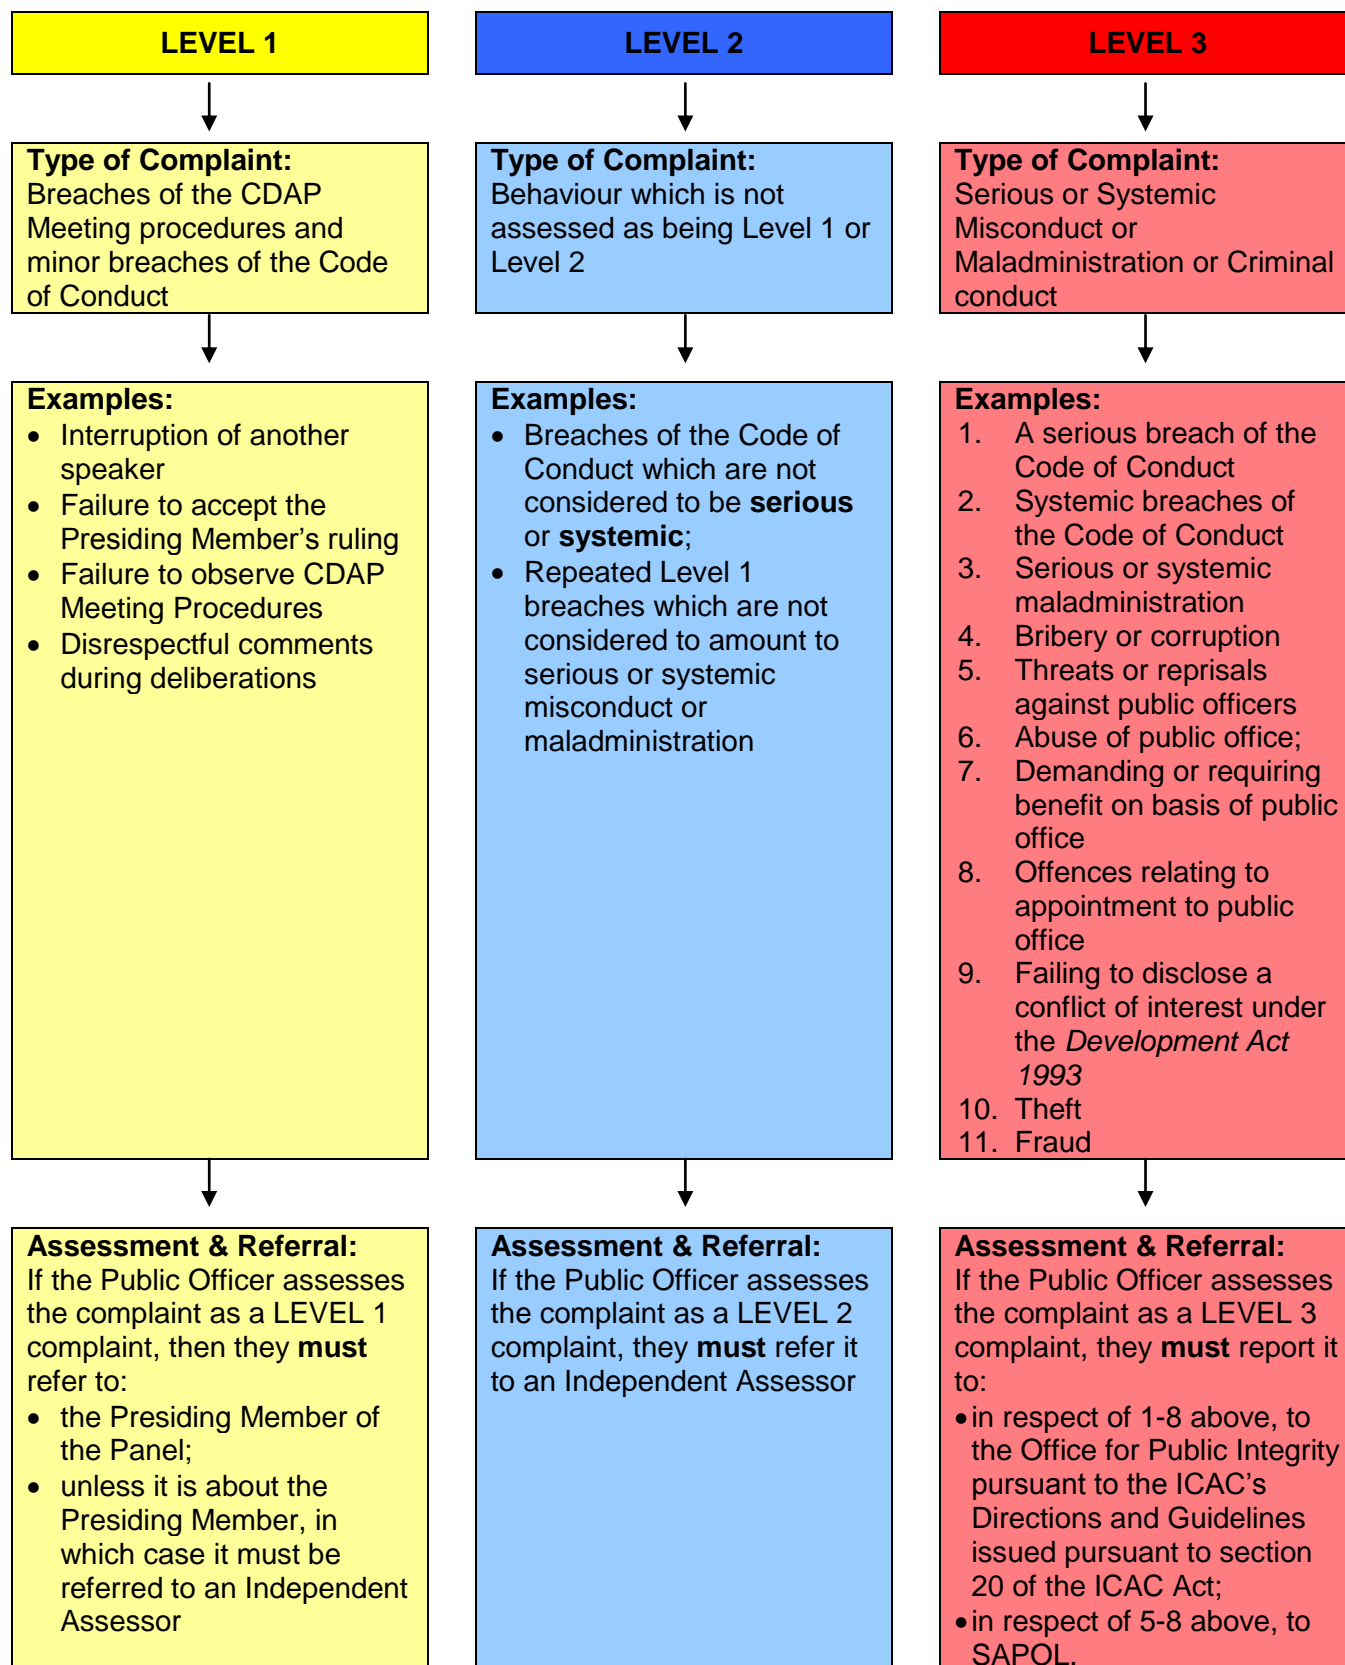 LEVEL 1
Type of Complaint:
Breaches of the CDAP
Meeting procedures and
minor breaches of the Code
of Conduct
Examples:
• Interruption of another
speaker
• Failure to accept the
Presiding Member’s ruling
• Failure to observe CDAP
Meeting Procedures
• Disrespectful comments
during deliberations
Assessment & Referral:
If the Public Officer assesses
the complaint as a LEVEL 1
complaint, then they must
refer to:
• the Presiding Member of
the Panel;
• unless it is about the
Presiding Member, in
which case it must be
referred to an Independent
Assessor
LEVEL 2
Type of Complaint:
Behaviour which is not
assessed as being Level 1 or
Level 2
Examples:
• Breaches of the Code of
Conduct which are not
considered to be serious
or systemic;
• Repeated Level 1
breaches which are not
considered to amount to
serious or systemic
misconduct or
maladministration
Assessment & Referral:
If the Public Officer assesses
the complaint as a LEVEL 2
complaint, they must refer it
to an Independent Assessor
LEVEL 3
Type of Complaint:
Serious or Systemic
Misconduct or
Maladministration or Criminal
conduct
Examples:
1. A serious breach of the
Code of Conduct
2. Systemic breaches of
the Code of Conduct
3. Serious or systemic
maladministration
4. Bribery or corruption
5. Threats or reprisals
against public officers
6. Abuse of public office;
7. Demanding or requiring
benefit on basis of public
office
8. Offences relating to
appointment to public
office
9. Failing to disclose a
conflict of interest under
the Development Act
1993
10. Theft
11. Fraud
Assessment & Referral:
If the Public Officer assesses
the complaint as a LEVEL 3
complaint, they must report it
to:
• in respect of 1-8 above, to
the Office for Public Integrity
pursuant to the ICAC’s
Directions and Guidelines
issued pursuant to section
20 of the ICAC Act;
• in respect of 5-8 above, to
SAPOL.